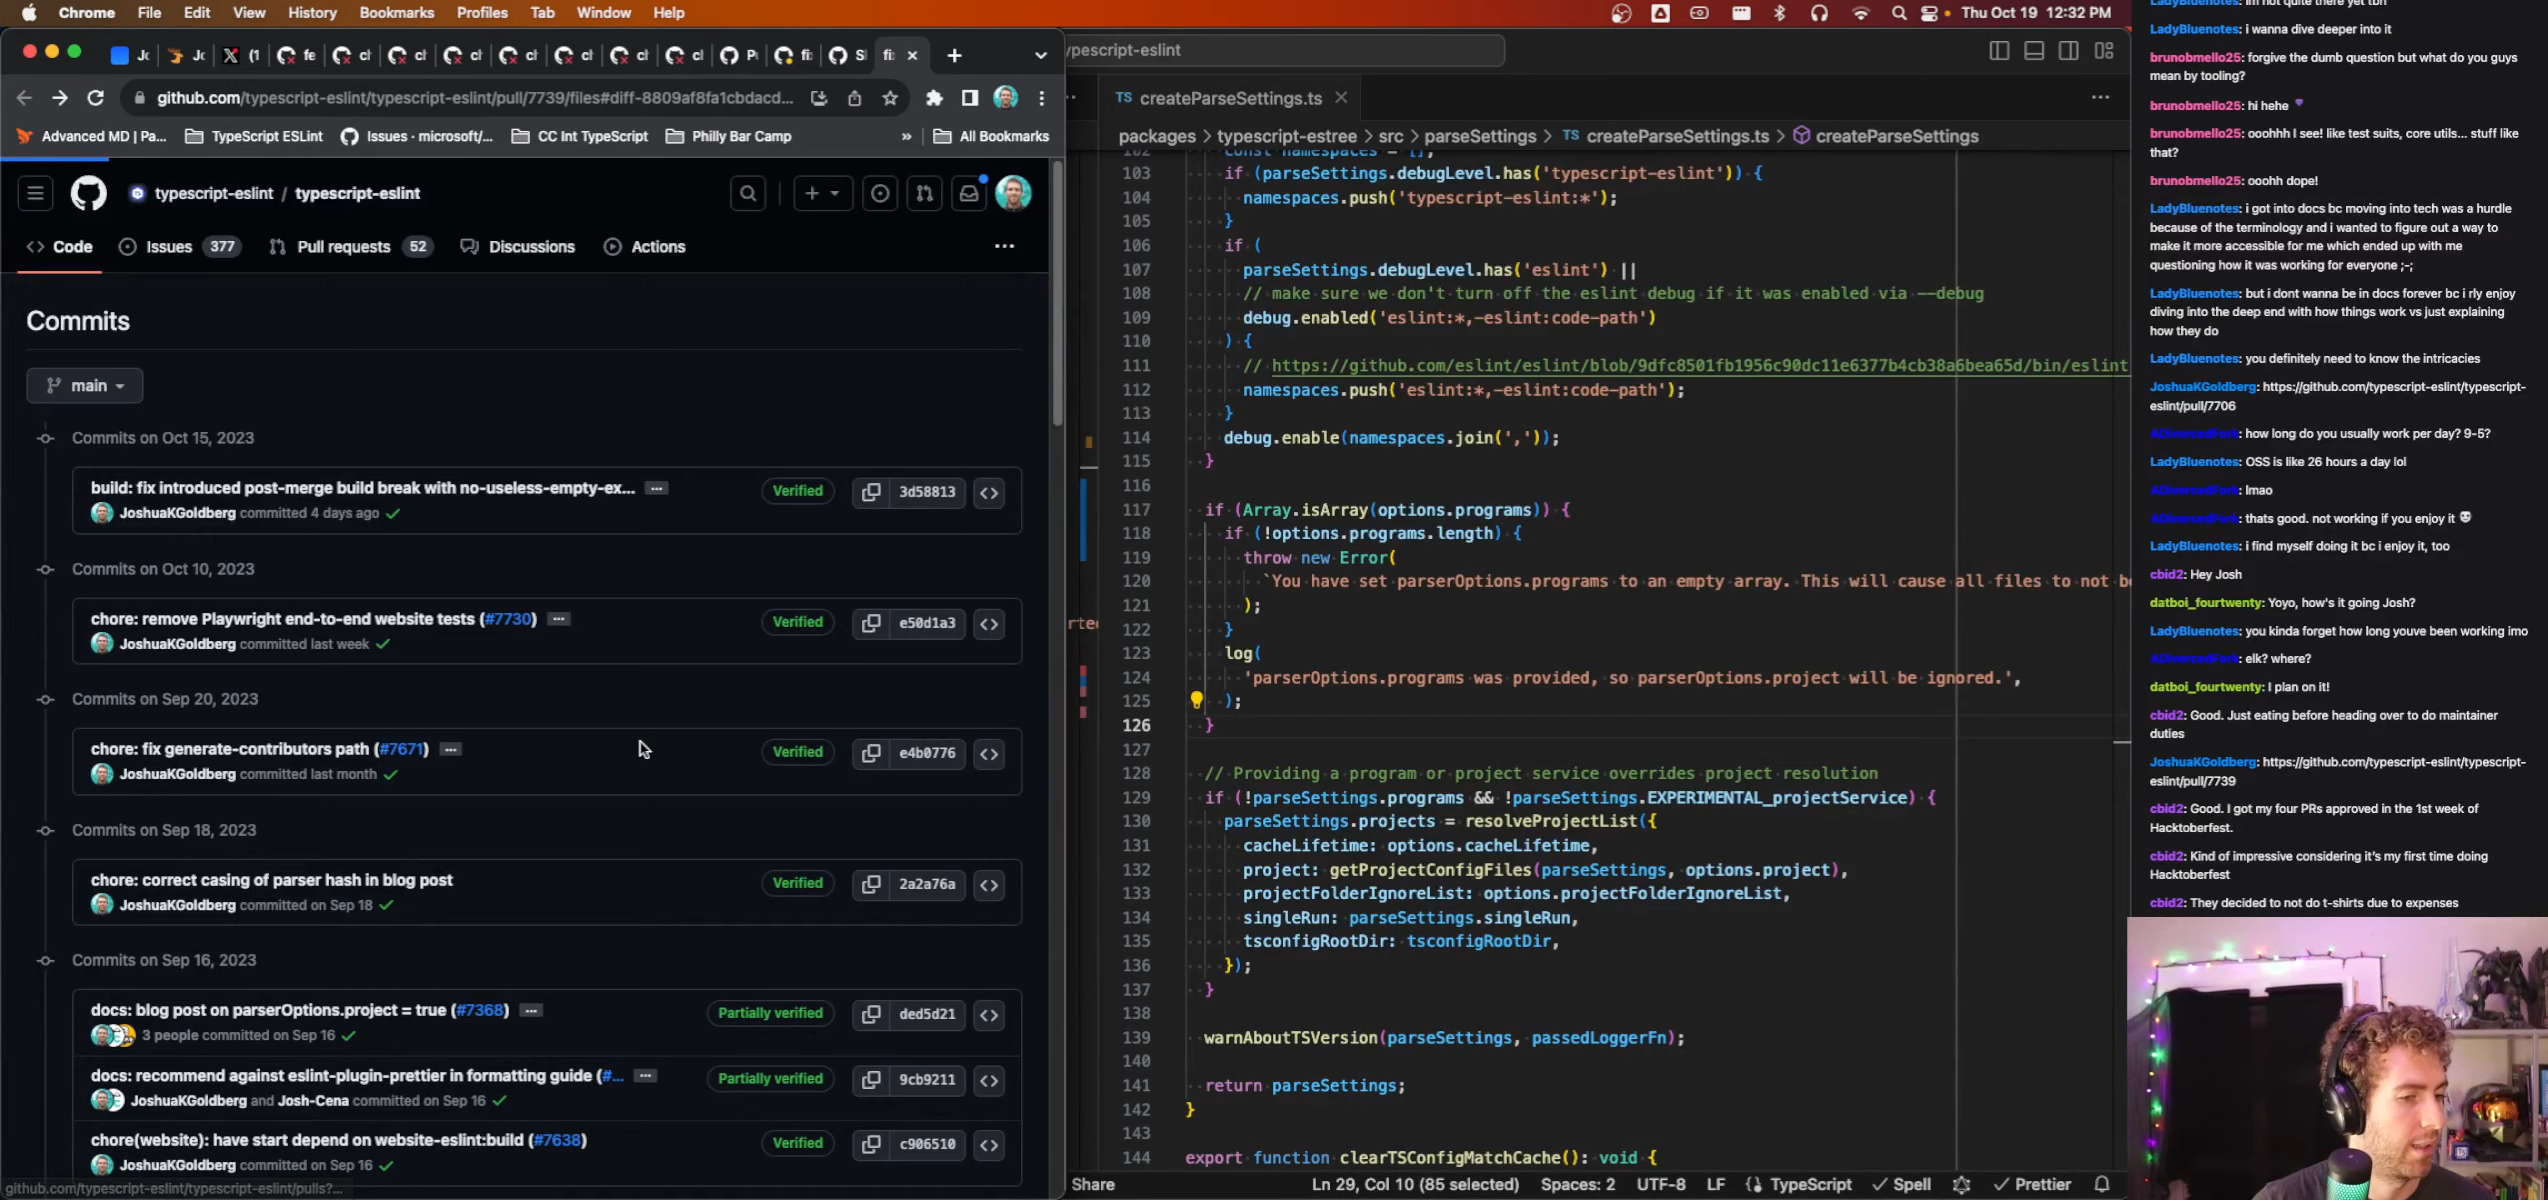 Chrome File Edit View History Bookmarks Profiles Tab Window Help
Thu Oct 19 12:32 PM
github.com/typescript-eslint/typescript-eslint/pull/7739/files#diff-8809af8fa1cbdacd...
Advanced MD | Pa... TypeScript ESLint Issues · microsoft/... CC Int TypeScript Philly Bar Camp » All Bookmarks
typescript-eslint / typescript-eslint
Code Issues 377 Pull requests 52 Discussions Actions
Commits
main
Commits on Oct 15, 2023
build: fix introduced post-merge build break with no-useless-empty-ex...
Verified 3d58813
JoshuaKGoldberg committed 4 days ago
Commits on Oct 10, 2023
chore: remove Playwright end-to-end website tests (#7730)
Verified e50d1a3
JoshuaKGoldberg committed last week
Commits on Sep 20, 2023
chore: fix generate-contributors path (#7671)
Verified e4b0776
JoshuaKGoldberg committed last month
Commits on Sep 18, 2023
chore: correct casing of parser hash in blog post
Verified 2a2a76a
JoshuaKGoldberg committed on Sep 18
Commits on Sep 16, 2023
docs: blog post on parserOptions.project = true (#7368)
Partially verified ded5d21
3 people committed on Sep 16
docs: recommend against eslint-plugin-prettier in formatting guide (#...
Partially verified 9cb9211
JoshuaKGoldberg and Josh-Cena committed on Sep 16
chore(website): have start depend on website-eslint:build (#7638)
Verified c906510
JoshuaKGoldberg committed on Sep 16
github.com/typescript-eslint/typescript-eslint/pulls?...
ypescript-eslint
TS createParseSettings.ts
packages > typescript-estree > src > parseSettings > TS createParseSettings.ts > createParseSettings
102 const namespaces = [];
103 if (parseSettings.debugLevel.has('typescript-eslint')) {
104 namespaces.push('typescript-eslint:*');
105 }
106 if (
107 parseSettings.debugLevel.has('eslint') ||
108 // make sure we don't turn off the eslint debug if it was enabled via --debug
109 debug.enabled('eslint:*,-eslint:code-path')
110 ) {
111 // https://github.com/eslint/eslint/blob/9dfc8501fb1956c90dc11e6377b4cb38a6bea65d/bin/eslint
112 namespaces.push('eslint:*,-eslint:code-path');
113 }
114 debug.enable(namespaces.join(','));
115 }
116
117 if (Array.isArray(options.programs)) {
118 if (!options.programs.length) {
119 throw new Error(
120 `You have set parserOptions.programs to an empty array. This will cause all files to not be
121 );
122 }
123 log(
124 'parserOptions.programs was provided, so parserOptions.project will be ignored.',
125 );
126 }
127
128 // Providing a program or project service overrides project resolution
129 if (!parseSettings.programs && !parseSettings.EXPERIMENTAL_projectService) {
130 parseSettings.projects = resolveProjectList({
131 cacheLifetime: options.cacheLifetime,
132 project: getProjectConfigFiles(parseSettings, options.project),
133 projectFolderIgnoreList: options.projectFolderIgnoreList,
134 singleRun: parseSettings.singleRun,
135 tsconfigRootDir: tsconfigRootDir,
136 });
137 }
138
139 warnAboutTSVersion(parseSettings, passedLoggerFn);
140
141 return parseSettings;
142 }
143
144 export function clearTSConfigMatchCache(): void {
Share Ln 29, Col 10 (85 selected) Spaces: 2 UTF-8 LF TypeScript Spell Prettier
LadyBluenotes: im not quite there yet tbh
LadyBluenotes: i wanna dive deeper into it
brunobmello25: forgive the dumb question but what do you guys
mean by tooling?
brunobmello25: hi hehe
brunobmello25: ooohhh I see! like test suits, core utils... stuff like
that?
brunobmello25: ooohh dope!
LadyBluenotes: i got into docs bc moving into tech was a hurdle
because of the terminology and i wanted to figure out a way to
make it more accessible for me which ended up with me
questioning how it was working for everyone ;-;
LadyBluenotes: but i dont wanna be in docs forever bc i rly enjoy
diving into the deep end with how things work vs just explaining
how they do
LadyBluenotes: you definitely need to know the intricacies
JoshuaKGoldberg: https://github.com/typescript-eslint/typescript-
eslint/pull/7706
ADivorcedFork: how long do you usually work per day? 9-5?
LadyBluenotes: OSS is like 26 hours a day lol
ADivorcedFork: lmao
ADivorcedFork: thats good. not working if you enjoy it
LadyBluenotes: i find myself doing it bc i enjoy it, too
cbid2: Hey Josh
datboi_fourtwenty: Yoyo, how's it going Josh?
LadyBluenotes: you kinda forget how long youve been working imo
ADivorcedFork: elk? where?
datboi_fourtwenty: I plan on it!
cbid2: Good. Just eating before heading over to do maintainer
duties
JoshuaKGoldberg: https://github.com/typescript-eslint/typescript-
eslint/pull/7739
cbid2: Good. I got my four PRs approved in the 1st week of
Hacktoberfest.
cbid2: Kind of impressive considering it's my first time doing
Hacktoberfest
cbid2: They decided to not do t-shirts due to expenses